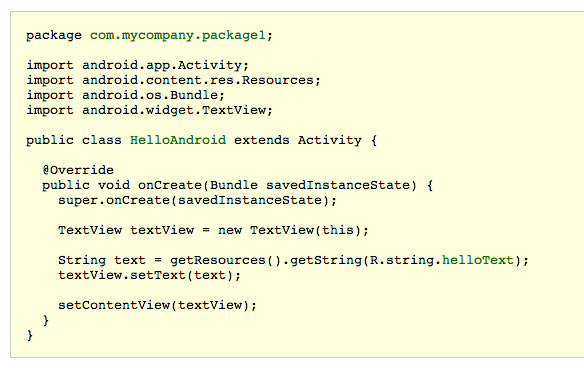 package com.mycompany.package1;
import android.app.Activity;
import android.content.res.Resources;
import android.os.Bundle;
import android.widget.TextView;
public class HelloAndroid extends Activity {
@Override
public void onCreate(Bundle savedInstanceState) {
super.onCreate(savedInstanceState);
TextView textView = new TextView(this);
String text = getResources().getString(R.string.helloText);
textView.setText(text);
setContentView(textView);
}
}